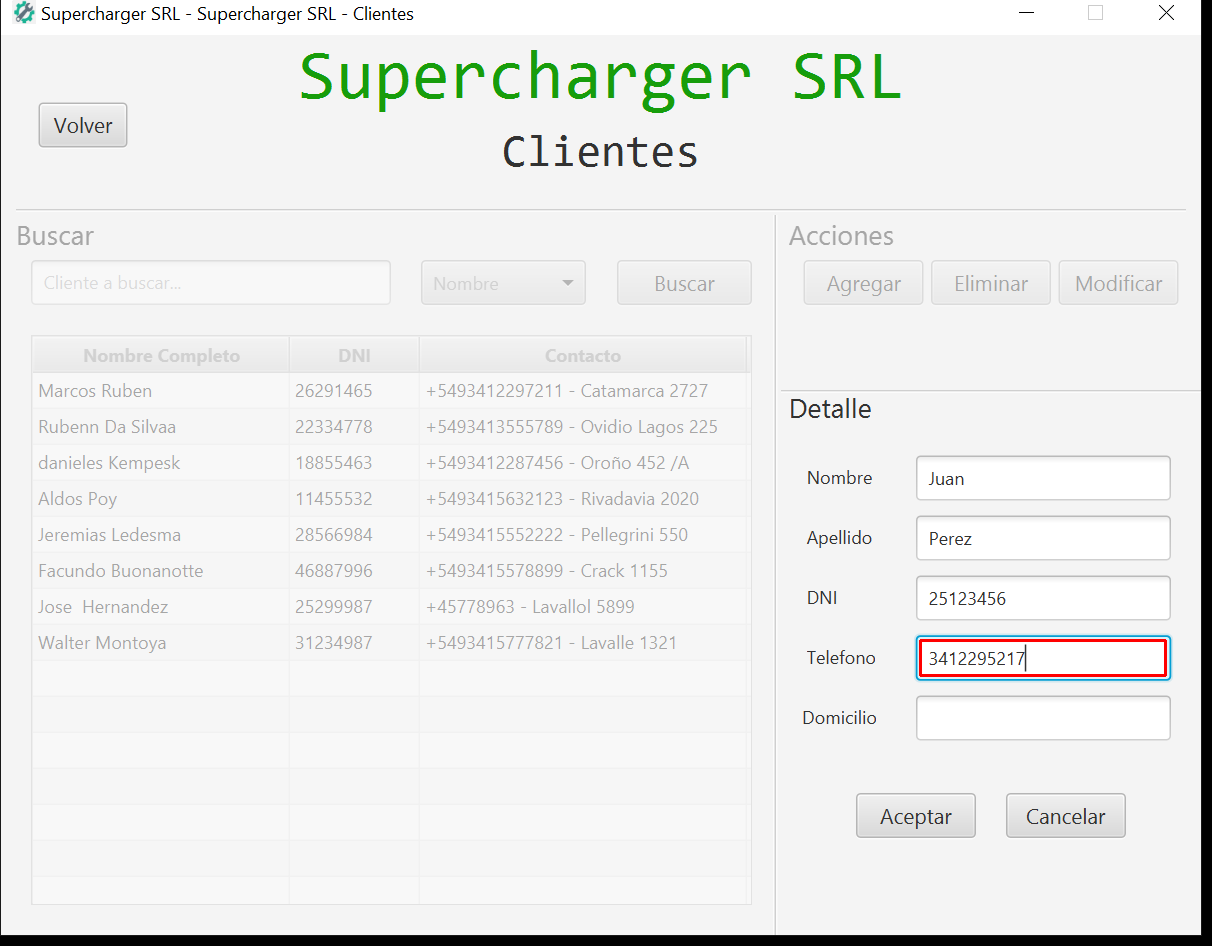 Supercharger SRL - Supercharger SRL - Clientes
Supercharger SRL
Volver
Clientes
Buscar
Cliente a buscar...
Nombre
Buscar
Nombre Completo DNI Contacto
Marcos Ruben 26291465 +5493412297211 - Catamarca 2727
Rubenn Da Silvaa 22334778 +5493413555789 - Ovidio Lagos 225
danieles Kempesk 18855463 +5493412287456 - Oroño 452 /A
Aldos Poy 11455532 +5493415632123 - Rivadavia 2020
Jeremias Ledesma 28566984 +5493415552222 - Pellegrini 550
Facundo Buonanotte 46887996 +5493415578899 - Crack 1155
Jose  Hernandez 25299987 +45778963 - Lavallol 5899
Walter Montoya 31234987 +5493415777821 - Lavalle 1321
Acciones
Agregar Eliminar Modificar
Detalle
Nombre Juan
Apellido Perez
DNI 25123456
Telefono 3412295217
Domicilio
Aceptar Cancelar